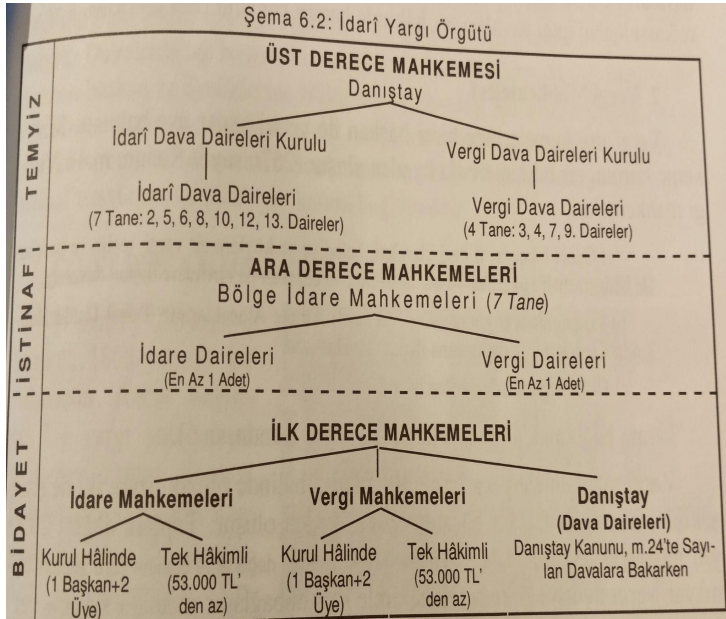 Şema 6.2: İdarî Yargı Örgütü
TEMYİZ
ÜST DERECE MAHKEMESİ
Danıştay
İdarî Dava Daireleri Kurulu
Vergi Dava Daireleri Kurulu
İdarî Dava Daireleri
(7 Tane: 2, 5, 6, 8, 10, 12, 13. Daireler)
Vergi Dava Daireleri
(4 Tane: 3, 4, 7, 9. Daireler)
İSTİNAF
ARA DERECE MAHKEMELERİ
Bölge İdare Mahkemeleri (7 Tane)
İdare Daireleri
(En Az 1 Adet)
Vergi Daireleri
(En Az 1 Adet)
BİDAYET
İLK DERECE MAHKEMELERİ
İdare Mahkemeleri
Kurul Hâlinde
(1 Başkan+2
Üye)
Tek Hâkimli
(53.000 TL'
den az)
Vergi Mahkemeleri
Kurul Hâlinde
(1 Başkan+2
Üye)
Tek Hâkimli
(53.000 TL'
den az)
Danıştay
(Dava Daireleri)
Danıştay Kanunu, m.24'te Sayı-
lan Davalara Bakarken